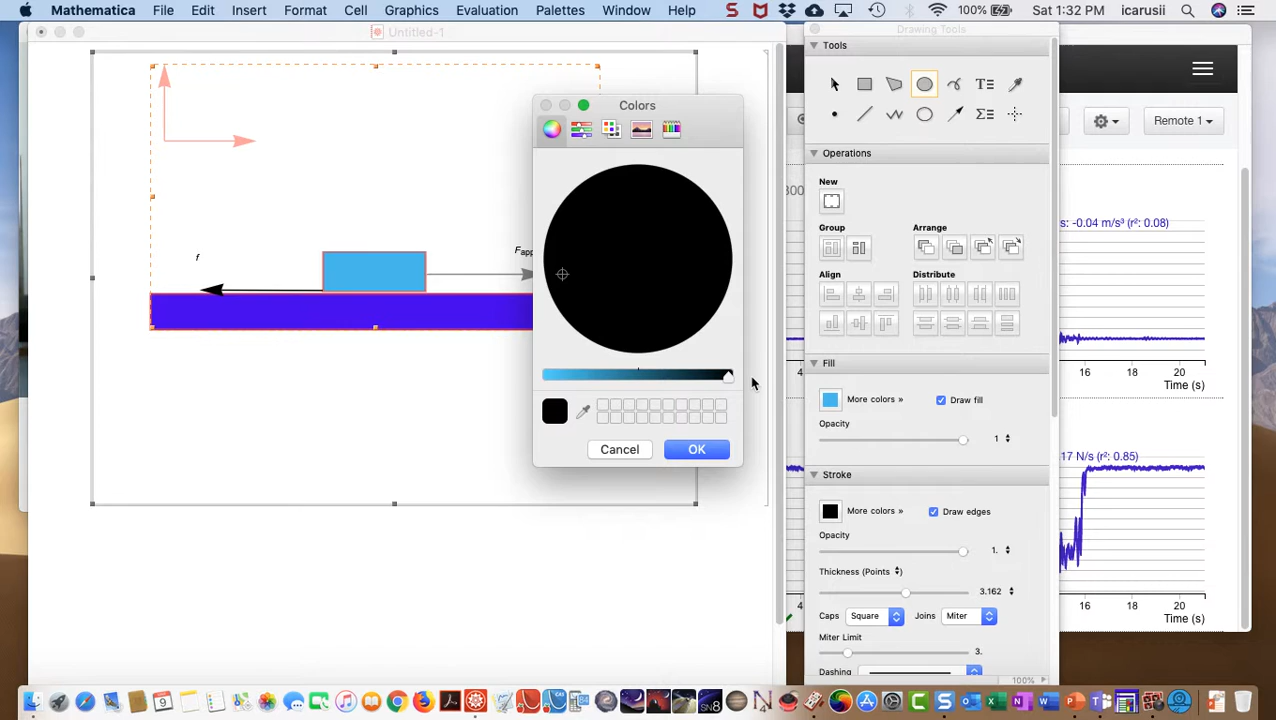 Mathematica File Edit Insert Format Cell Graphics Evaluation Palettes Window Help
100% Sat 1:32 PM icarusii
Untitled-1
f
Fapp
Colors
Cancel OK
Drawing Tools
Tools
Operations
New
Group Arrange
Align Distribute
Fill
More colors » Draw fill
Opacity
1
Stroke
More colors » Draw edges
Opacity
1.
Thickness (Points)
3.162
Caps Square Joins Miter
Miter Limit
3.
Dashing
100%
Remote 1
s: -0.04 m/s³ (r²: 0.08)
16 18 20
Time (s)
17 N/s (r²: 0.85)
16 18 20
Time (s)
9
SN8